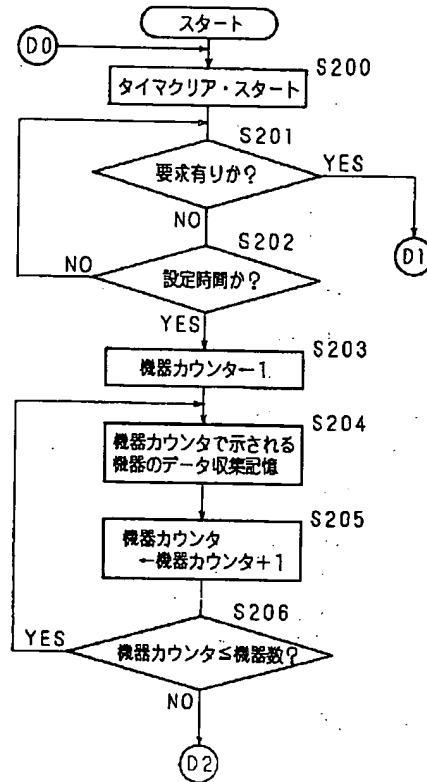 スタート
D0
S200
タイマクリア・スタート
S201
要求有りか?
YES
NO
D1
S202
NO
設定時間か?
YES
S203
機器カウンタ←1
S204
機器カウンタで示される
機器のデータ収集記憶
S205
機器カウンタ
←機器カウンタ+1
S206
YES
機器カウンタ≦機器数?
NO
D2